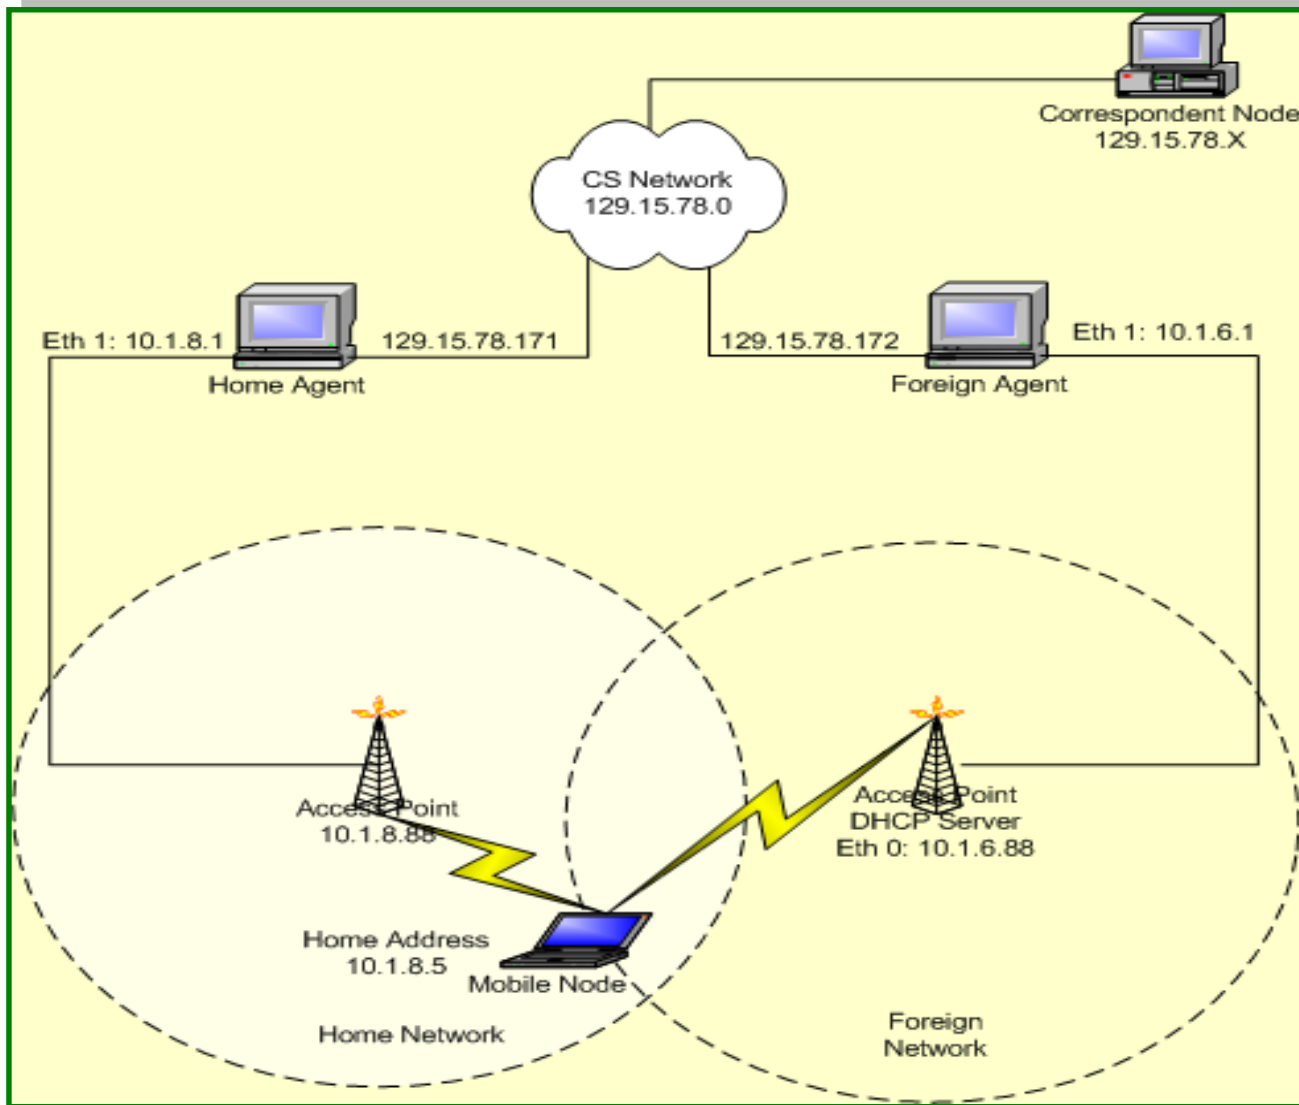 Correspondent Node
129.15.78.X
CS Network
129.15.78.0
Eth 1: 10.1.8.1
129.15.78.171
Home Agent
129.15.78.172
Eth 1: 10.1.6.1
Foreign Agent
Access Point
10.1.8.88
Access Point
DHCP Server
Eth 0: 10.1.6.88
Home Address
10.1.8.5
Mobile Node
Home Network
Foreign
Network